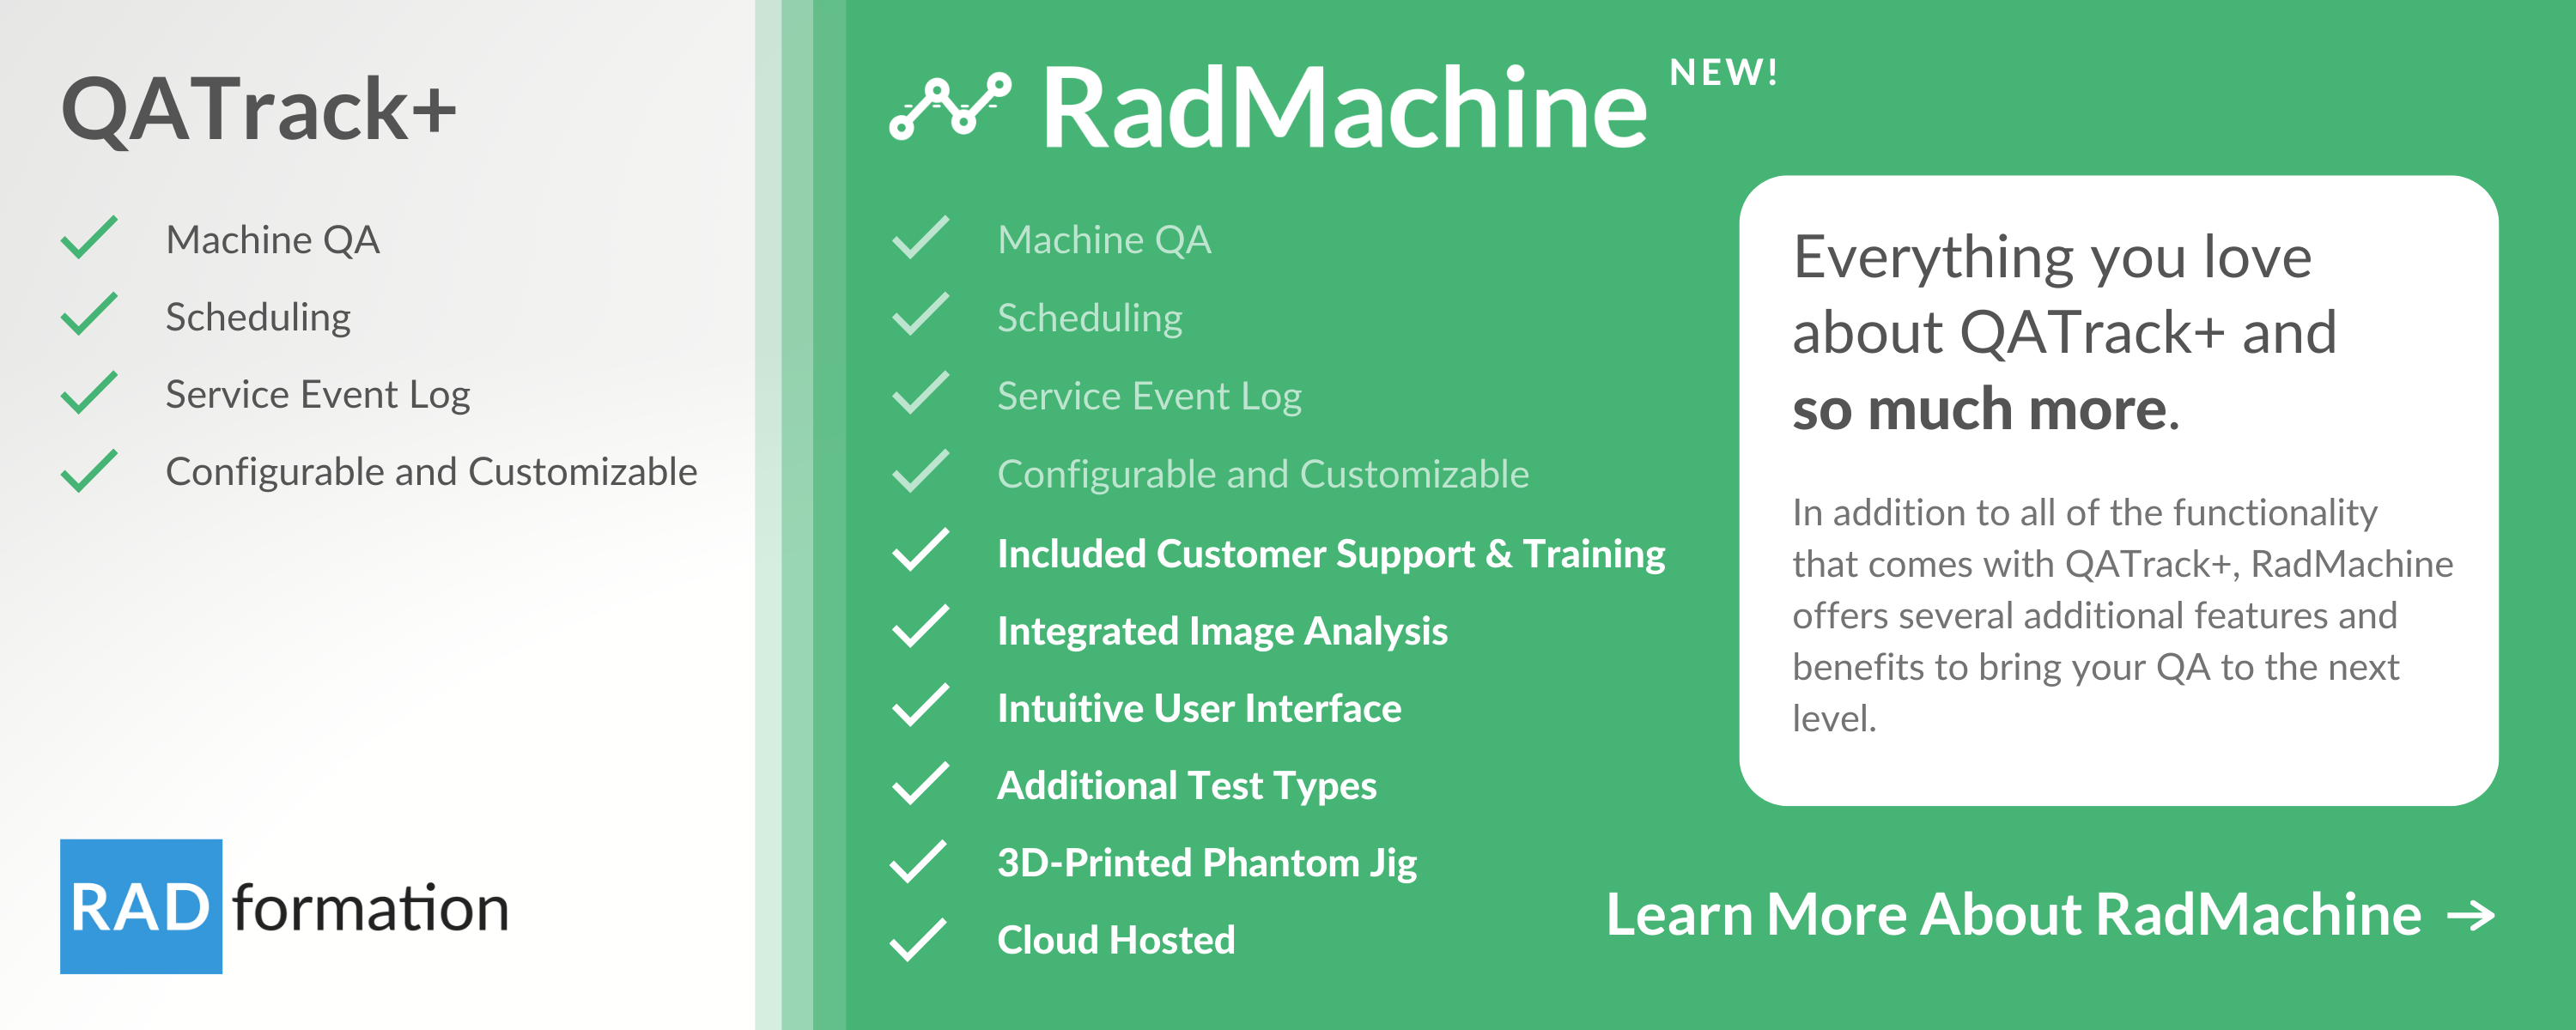 QATrack+
Machine QA
Scheduling
Service Event Log
Configurable and Customizable
RAD formation
RadMachine NEW!
Machine QA
Scheduling
Service Event Log
Configurable and Customizable
Included Customer Support & Training
Integrated Image Analysis
Intuitive User Interface
Additional Test Types
3D-Printed Phantom Jig
Cloud Hosted
Everything you love
about QATrack+ and
so much more.
In addition to all of the functionality
that comes with QATrack+, RadMachine
offers several additional features and
benefits to bring your QA to the next
level.
Learn More About RadMachine →